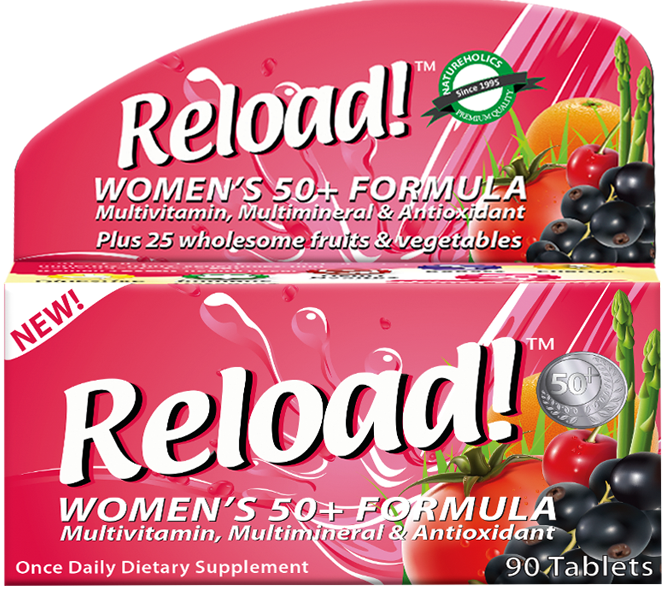 Reload!™
NATUREHOLICS
Since 1995
PREMIUM QUALITY
WOMEN'S 50+ FORMULA
Multivitamin, Multimineral & Antioxidant
Plus 25 wholesome fruits & vegetables
NEW!
Reload!™
50+
WOMEN'S 50+ FORMULA
Multivitamin, Multimineral & Antioxidant
Once Daily Dietary Supplement
90 Tablets